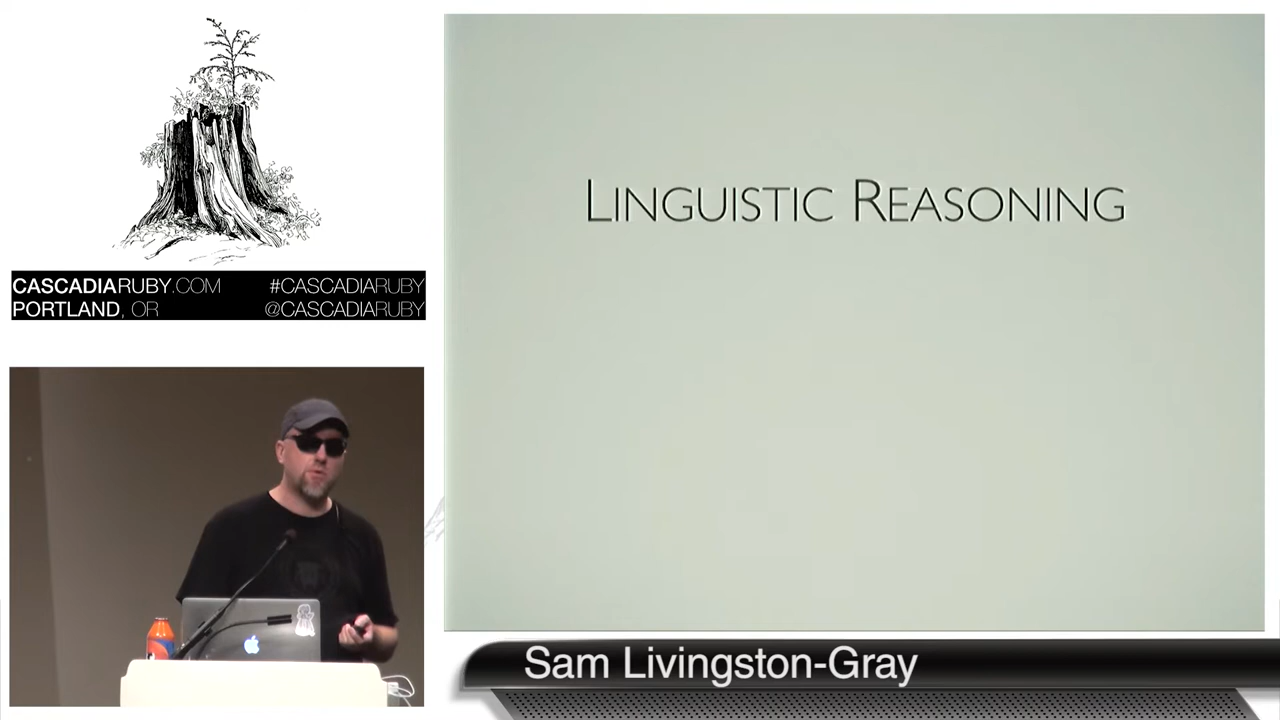 CASCADIARUBY.COM #CASCADIARUBY
PORTLAND, OR @CASCADIARUBY
LINGUISTIC REASONING
Sam Livingston-Gray